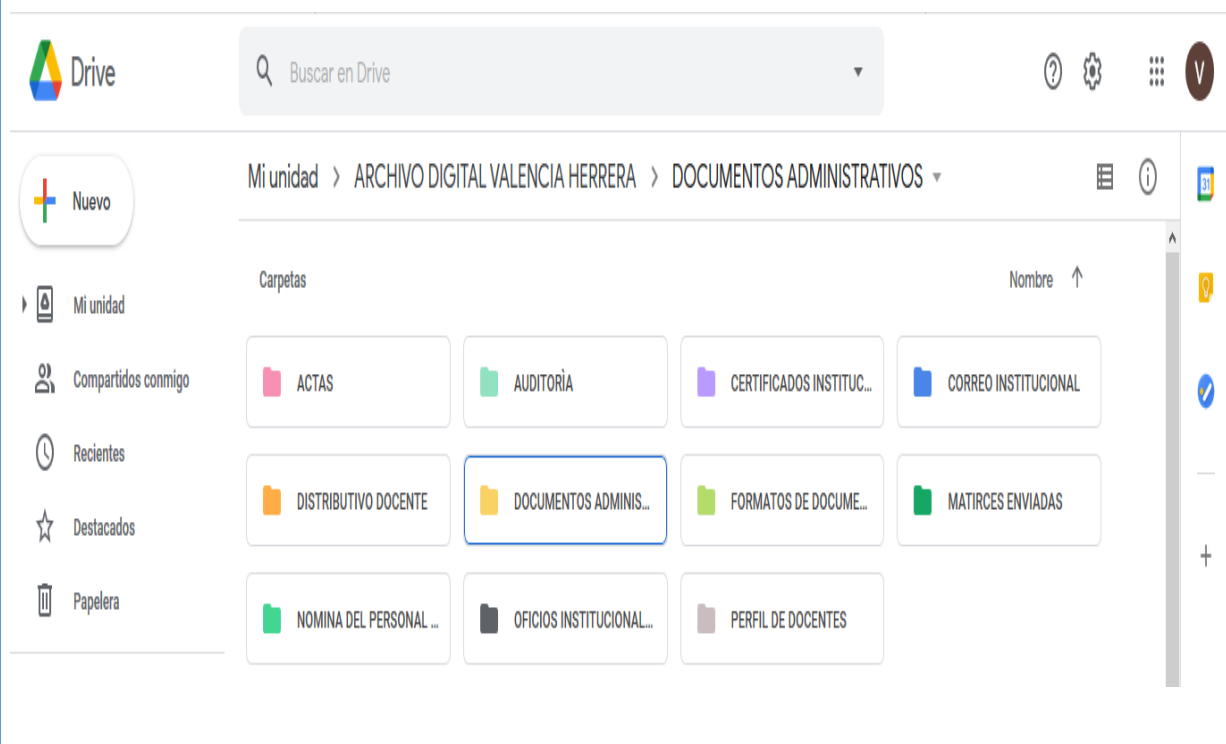 Drive
Buscar en Drive
V
Nuevo
Mi unidad > ARCHIVO DIGITAL VALENCIA HERRERA > DOCUMENTOS ADMINISTRATIVOS
31
Carpetas
Nombre
Mi unidad
Compartidos conmigo
Recientes
Destacados
Papelera
ACTAS
AUDITORÌA
CERTIFICADOS INSTITUC...
CORREO INSTITUCIONAL
DISTRIBUTIVO DOCENTE
DOCUMENTOS ADMINIS...
FORMATOS DE DOCUME...
MATIRCES ENVIADAS
NOMINA DEL PERSONAL ...
OFICIOS INSTITUCIONAL...
PERFIL DE DOCENTES